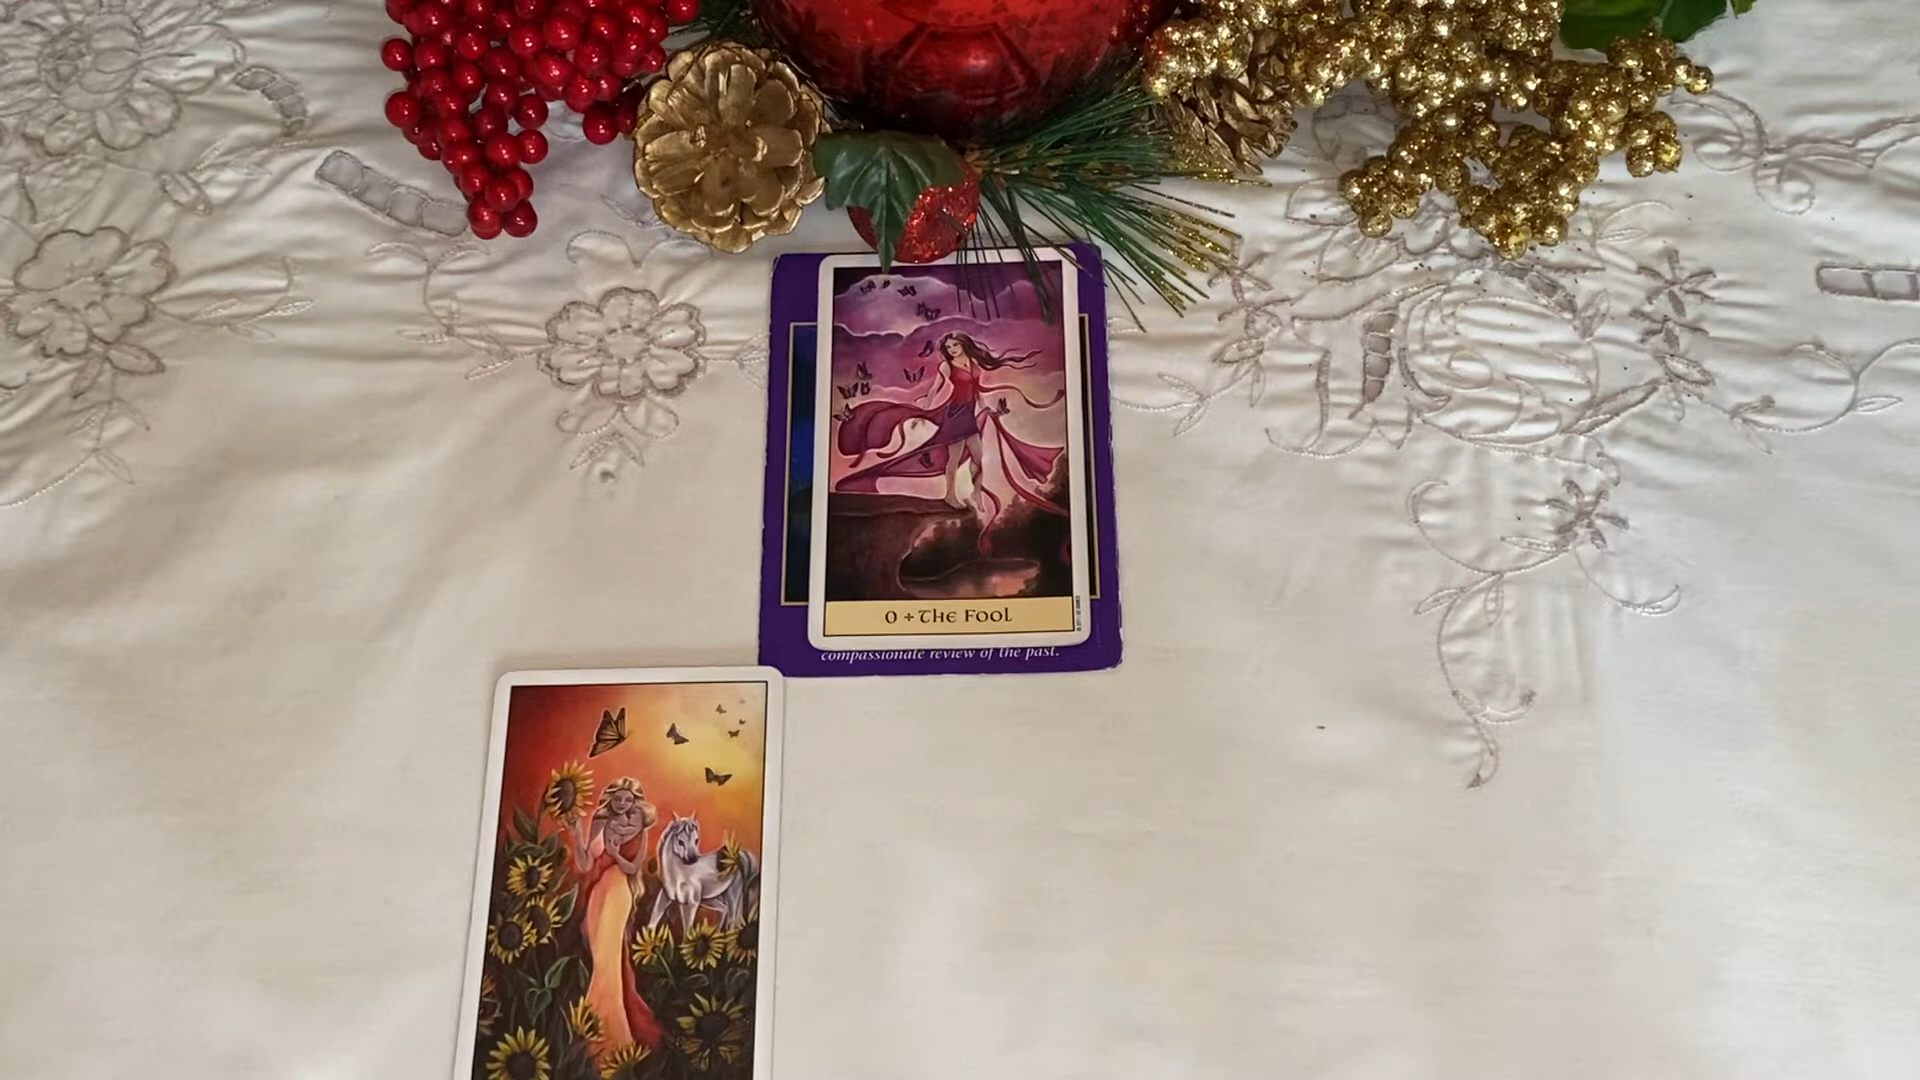 0 + THE FOOL
compassionate review of the past.